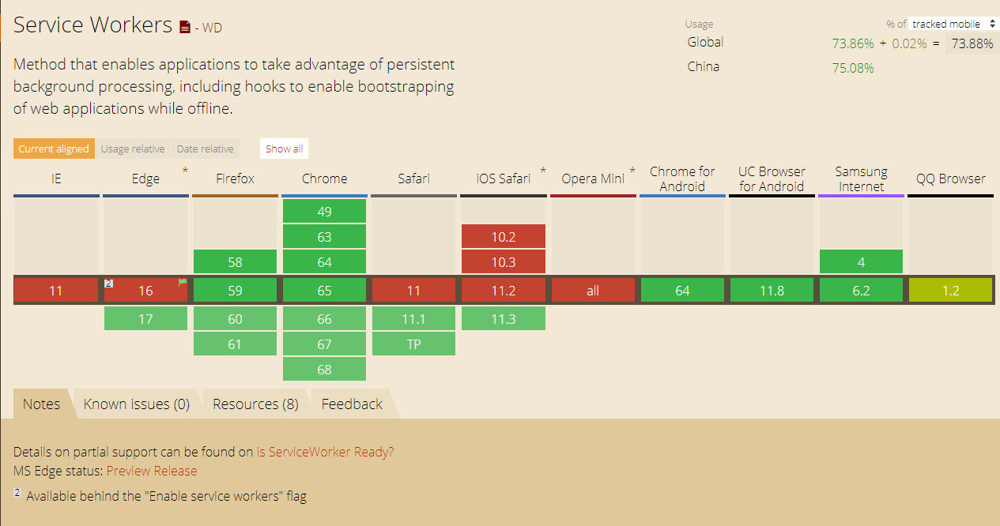 Service Workers - WD
Usage % of tracked mobile
Global 73.86% + 0.02% = 73.88%
China 75.08%
Method that enables applications to take advantage of persistent
background processing, including hooks to enable bootstrapping
of web applications while offline.
Current aligned Usage relative Date relative Show all
IE Edge * Firefox Chrome Safari iOS Safari * Opera Mini * Chrome for Android UC Browser for Android Samsung Internet QQ Browser
49
63 10.2
58 64 10.3 4
11 2 16 59 65 11 11.2 all 64 11.8 6.2 1.2
17 60 66 11.1 11.3
61 67 TP
68
Notes Known issues (0) Resources (8) Feedback
Details on partial support can be found on is ServiceWorker Ready?
MS Edge status: Preview Release
2 Available behind the "Enable service workers" flag